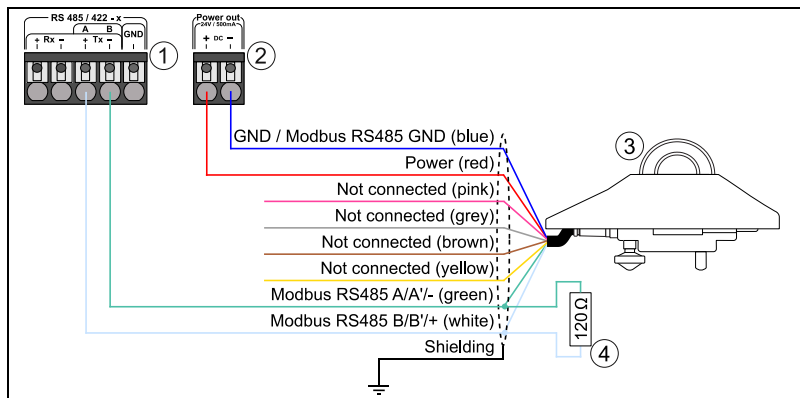 RS 485 / 422 - x
A B
+ Rx − + Tx − GND
1
Power out
24V / 500mA
+ DC −
2
GND / Modbus RS485 GND (blue)
Power (red)
Not connected (pink)
Not connected (grey)
Not connected (brown)
Not connected (yellow)
Modbus RS485 A/A'/- (green)
Modbus RS485 B/B'/+ (white)
Shielding
3
120 Ω
4